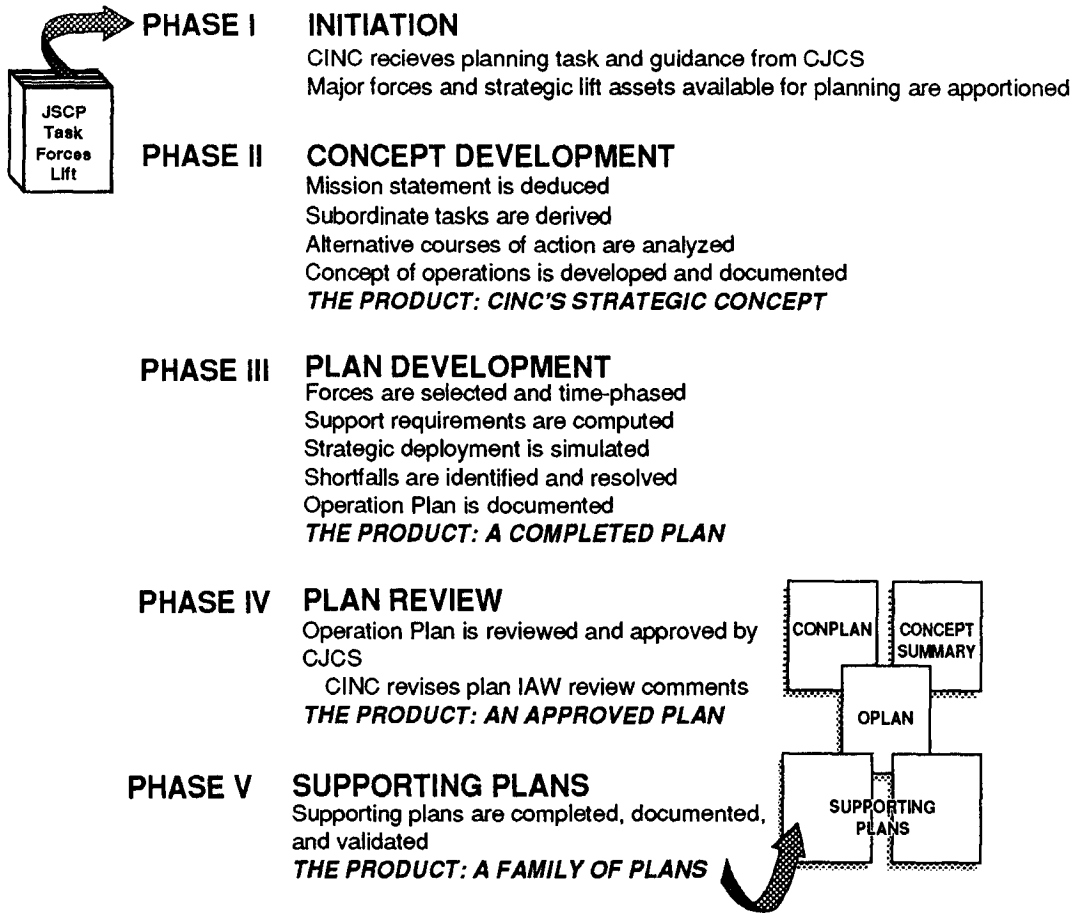 PHASE I INITIATION
CINC recieves planning task and guidance from CJCS
Major forces and strategic lift assets available for planning are apportioned
JSCP
Task
Forces
Lift
PHASE II CONCEPT DEVELOPMENT
Mission statement is deduced
Subordinate tasks are derived
Alternative courses of action are analyzed
Concept of operations is developed and documented
THE PRODUCT: CINC'S STRATEGIC CONCEPT
PHASE III PLAN DEVELOPMENT
Forces are selected and time-phased
Support requirements are computed
Strategic deployment is simulated
Shortfalls are identified and resolved
Operation Plan is documented
THE PRODUCT: A COMPLETED PLAN
PHASE IV PLAN REVIEW
Operation Plan is reviewed and approved by
CJCS
CINC revises plan IAW review comments
THE PRODUCT: AN APPROVED PLAN
PHASE V SUPPORTING PLANS
Supporting plans are completed, documented,
and validated
THE PRODUCT: A FAMILY OF PLANS
CONPLAN
CONCEPT
SUMMARY
OPLAN
SUPPORTING
PLANS